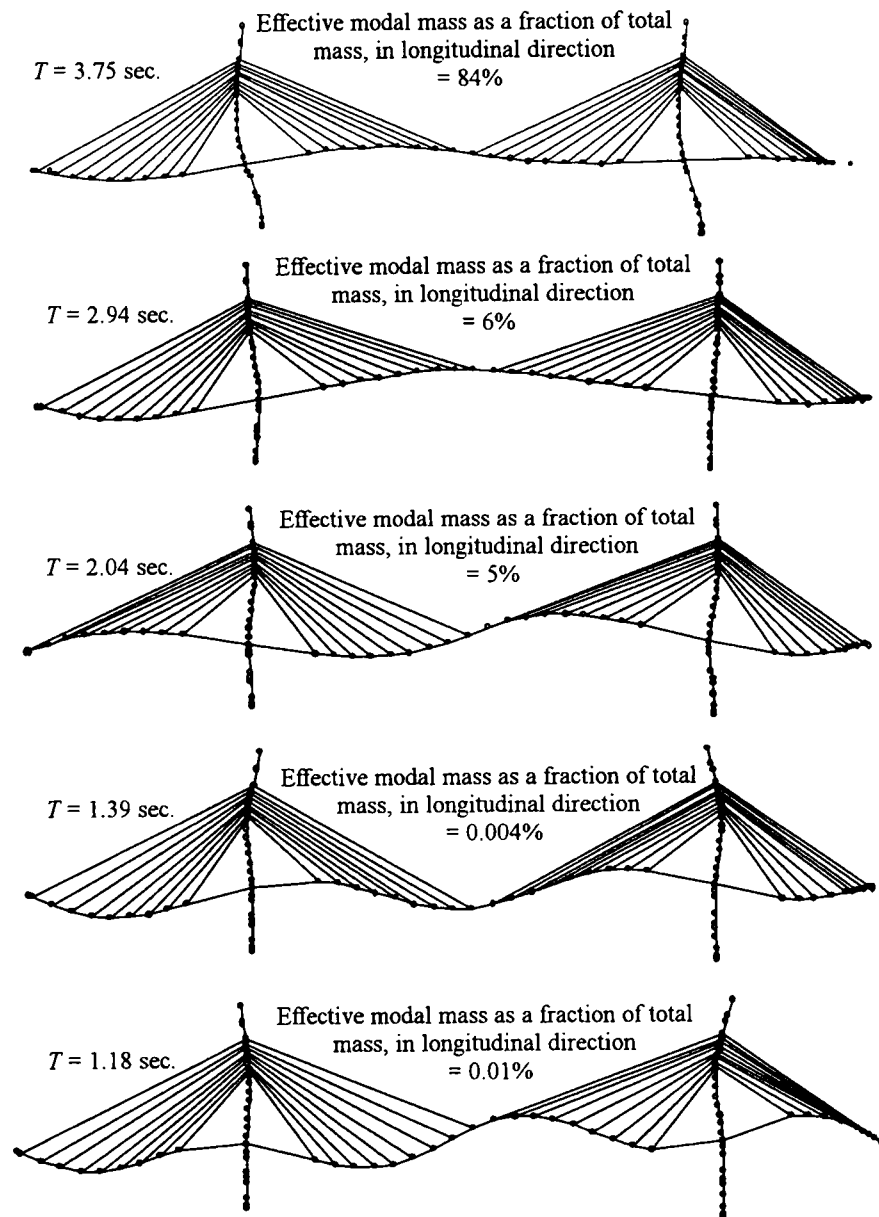 Effective modal mass as a fraction of total
mass, in longitudinal direction
T = 3.75 sec.
= 84%
Effective modal mass as a fraction of total
mass, in longitudinal direction
T = 2.94 sec.
= 6%
Effective modal mass as a fraction of total
mass, in longitudinal direction
T = 2.04 sec.
= 5%
Effective modal mass as a fraction of total
mass, in longitudinal direction
T = 1.39 sec.
= 0.004%
Effective modal mass as a fraction of total
mass, in longitudinal direction
T = 1.18 sec.
= 0.01%